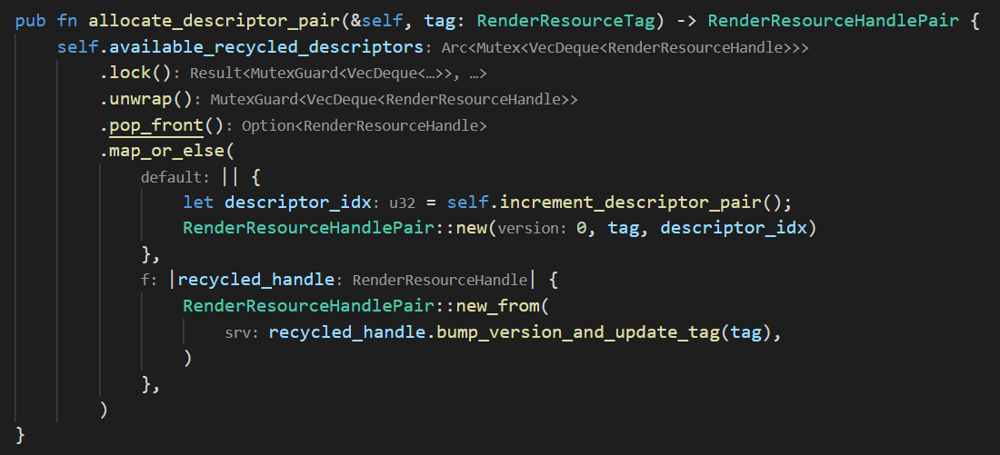 pub fn allocate_descriptor_pair(&self, tag: RenderResourceTag) -> RenderResourceHandlePair {
    self.available_recycled_descriptors: Arc<Mutex<VecDeque<RenderResourceHandle>>>
        .lock(): Result<MutexGuard<VecDeque<…>>, …>
        .unwrap(): MutexGuard<VecDeque<RenderResourceHandle>>
        .pop_front(): Option<RenderResourceHandle>
        .map_or_else(
            default: || {
                let descriptor_idx: u32 = self.increment_descriptor_pair();
                RenderResourceHandlePair::new(version: 0, tag, descriptor_idx)
            },
            f: |recycled_handle: RenderResourceHandle| {
                RenderResourceHandlePair::new_from(
                    srv: recycled_handle.bump_version_and_update_tag(tag),
                )
            },
        )
}